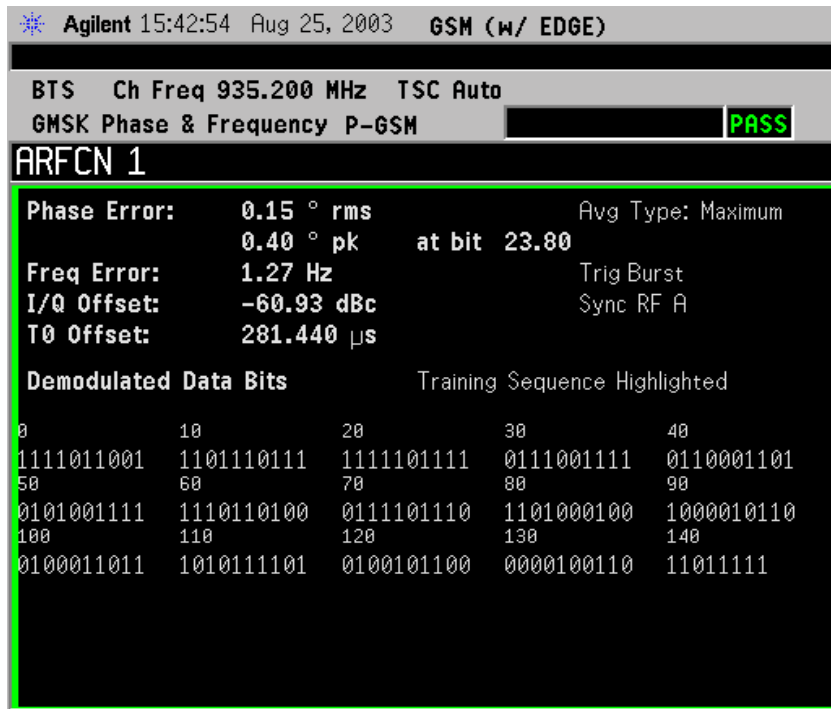 Agilent 15:42:54 Aug 25, 2003 GSM (w/ EDGE)
BTS Ch Freq 935.200 MHz TSC Auto
GMSK Phase & Frequency P-GSM PASS
ARFCN 1
Phase Error: 0.15 ° rms Avg Type: Maximum
0.40 ° pk at bit 23.80
Freq Error: 1.27 Hz Trig Burst
I/Q Offset: -60.93 dBc Sync RF A
T0 Offset: 281.440 µs
Demodulated Data Bits Training Sequence Highlighted
0 10 20 30 40
1111011001 1101110111 1111101111 0111001111 0110001101
50 60 70 80 90
0101001111 1110110100 0111101110 1101000100 1000010110
100 110 120 130 140
0100011011 1010111101 0100101100 0000100110 11011111